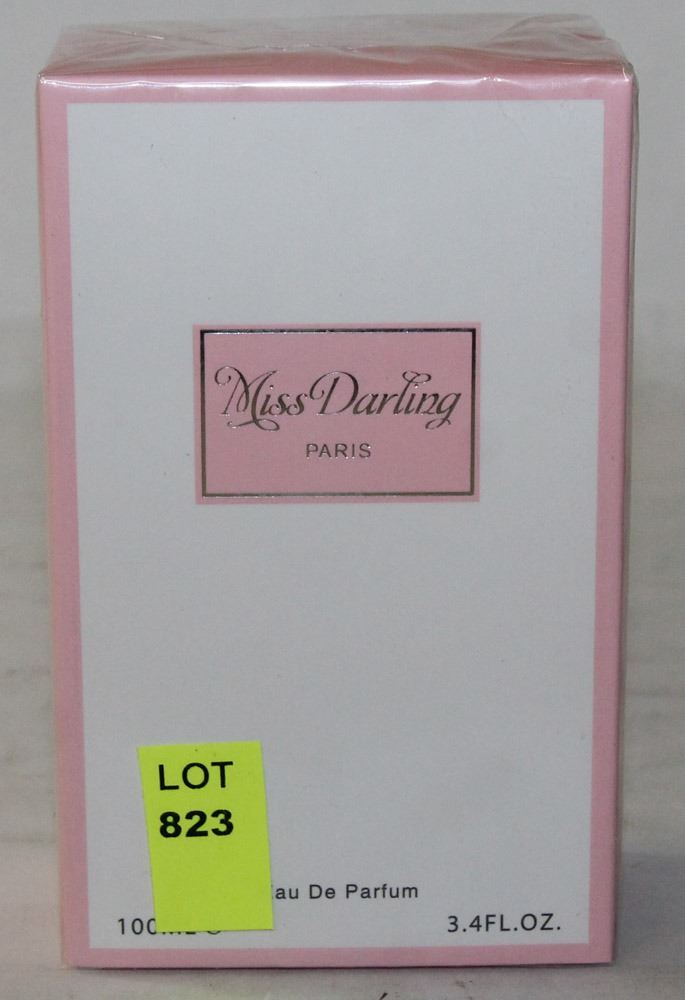 Miss Darling
PARIS
LOT
823
au De Parfum
3.4FL.OZ.